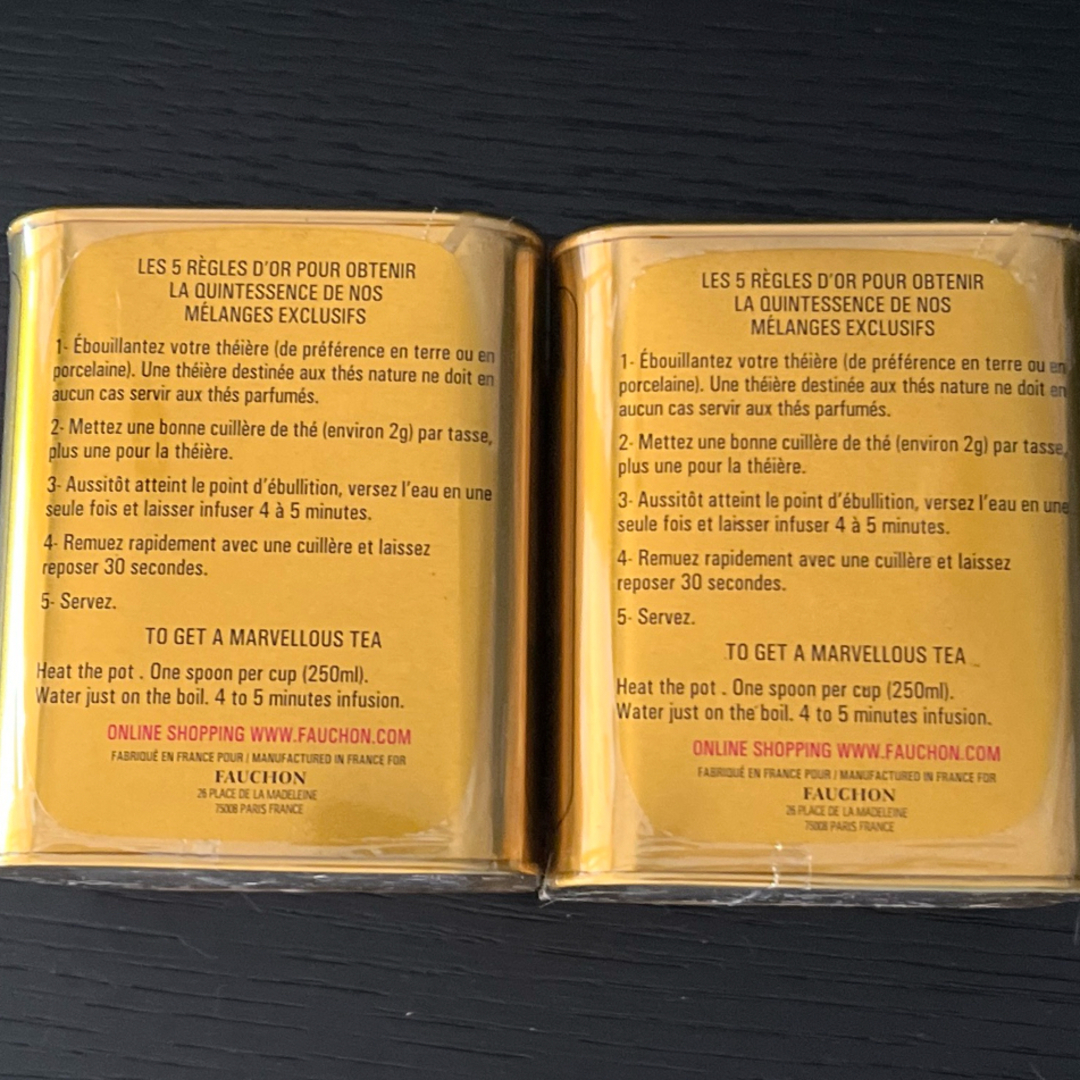 LES 5 RÈGLES D'OR POUR OBTENIR
LA QUINTESSENCE DE NOS
MÉLANGES EXCLUSIFS
1- Ébouillantez votre théière (de préférence en terre ou en
porcelaine). Une théière destinée aux thés nature ne doit en
aucun cas servir aux thés parfumés.
2- Mettez une bonne cuillère de thé (environ 2g) par tasse,
plus une pour la théière.
3- Aussitôt atteint le point d'ébullition, versez l'eau en une
seule fois et laisser infuser 4 à 5 minutes.
4- Remuez rapidement avec une cuillère et laissez
reposer 30 secondes.
5- Servez.
TO GET A MARVELLOUS TEA
Heat the pot . One spoon per cup (250ml).
Water just on the boil. 4 to 5 minutes infusion.
ONLINE SHOPPING WWW.FAUCHON.COM
FABRIQUÉ EN FRANCE POUR / MANUFACTURED IN FRANCE FOR
FAUCHON
26 PLACE DE LA MADELEINE
75008 PARIS FRANCE
LES 5 RÈGLES D'OR POUR OBTENIR
LA QUINTESSENCE DE NOS
MÉLANGES EXCLUSIFS
1- Ébouillantez votre théière (de préférence en terre ou en
porcelaine). Une théière destinée aux thés nature ne doit en
aucun cas servir aux thés parfumés.
2- Mettez une bonne cuillère de thé (environ 2g) par tasse,
plus une pour la théière.
3- Aussitôt atteint le point d'ébullition, versez l'eau en une
seule fois et laisser infuser 4 à 5 minutes.
4- Remuez rapidement avec une cuillère et laissez
reposer 30 secondes.
5- Servez.
TO GET A MARVELLOUS TEA
Heat the pot . One spoon per cup (250ml).
Water just on the boil. 4 to 5 minutes infusion.
ONLINE SHOPPING WWW.FAUCHON.COM
FABRIQUÉ EN FRANCE POUR / MANUFACTURED IN FRANCE FOR
FAUCHON
26 PLACE DE LA MADELEINE
75008 PARIS FRANCE